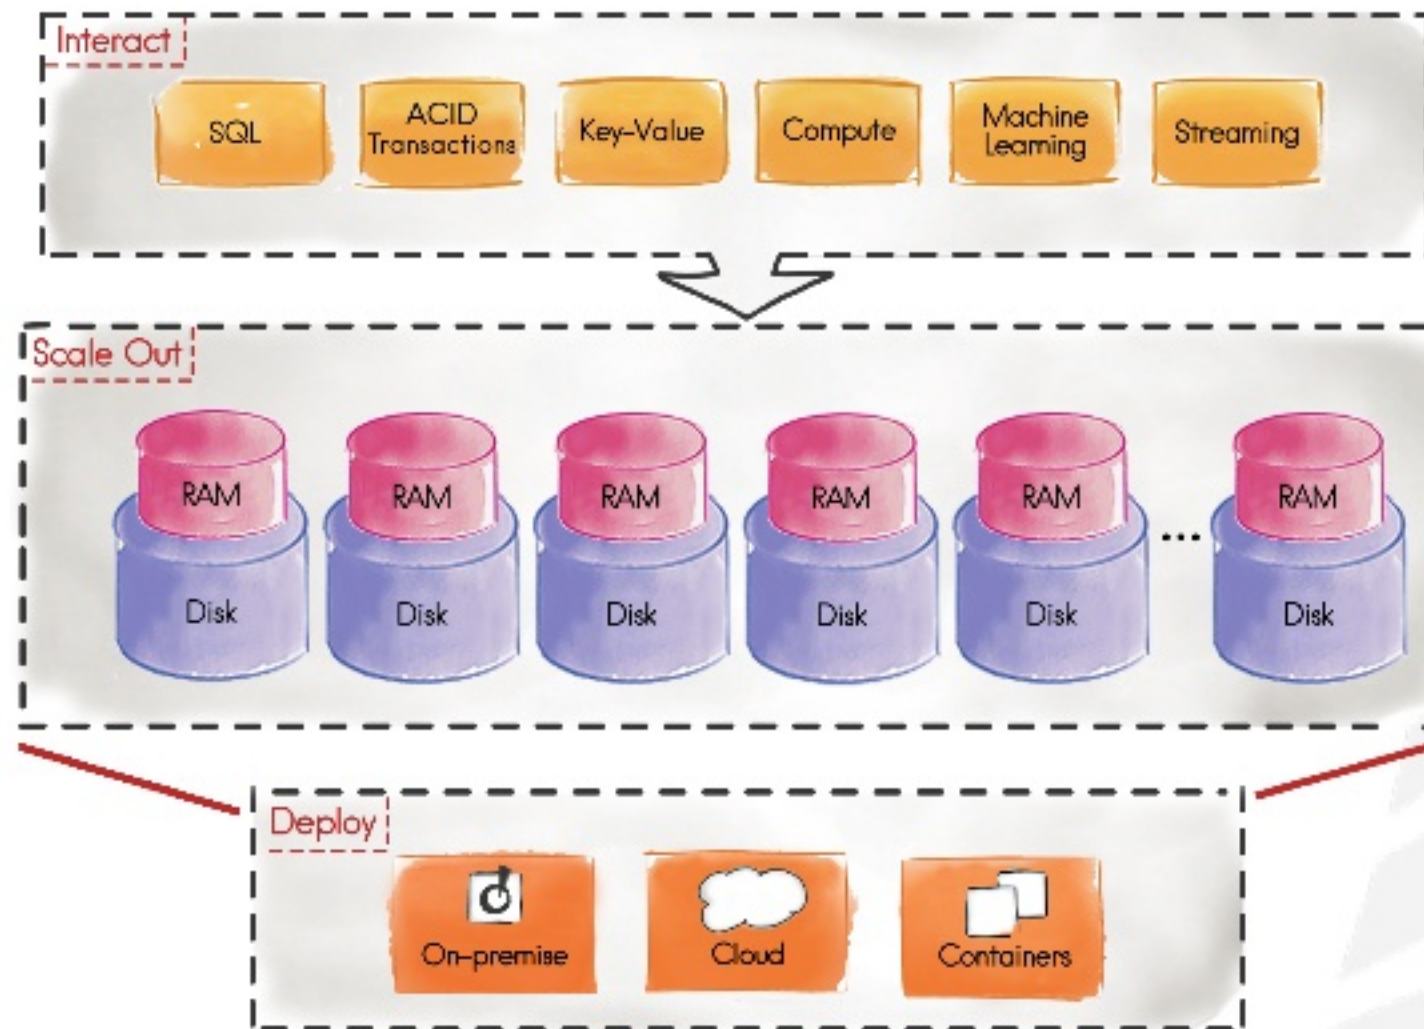 Interact
SQL
ACID
Transactions
Key-Value
Compute
Machine
Learning
Streaming
Scale Out
RAM
RAM
RAM
RAM
RAM
RAM
...
Disk
Disk
Disk
Disk
Disk
Disk
Deploy
On-premise
Cloud
Containers